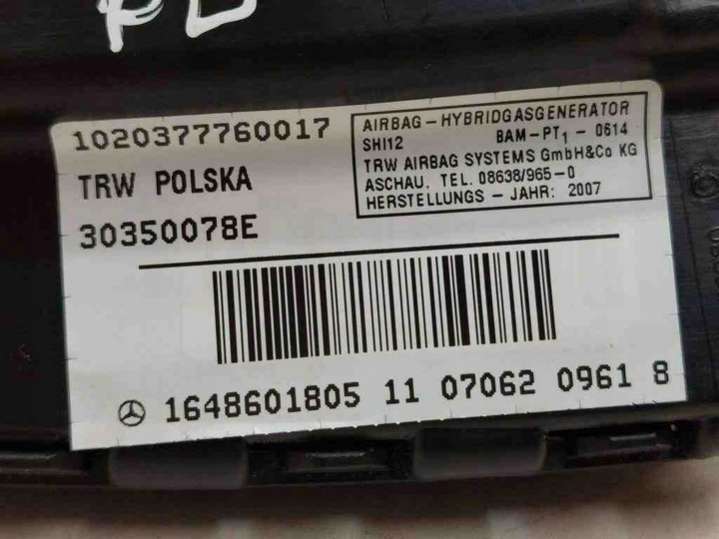 PL
1020377760017
TRW POLSKA
30350078E
AIRBAG-HYBRIDGASGENERATOR
SHI12 BAM-PT1-0614
TRW AIRBAG SYSTEMS GmbH&Co KG
ASCHAU, TEL. 08638/965-0
HERSTELLUNGS-JAHR: 2007
1648601805 11 07062 0961 8